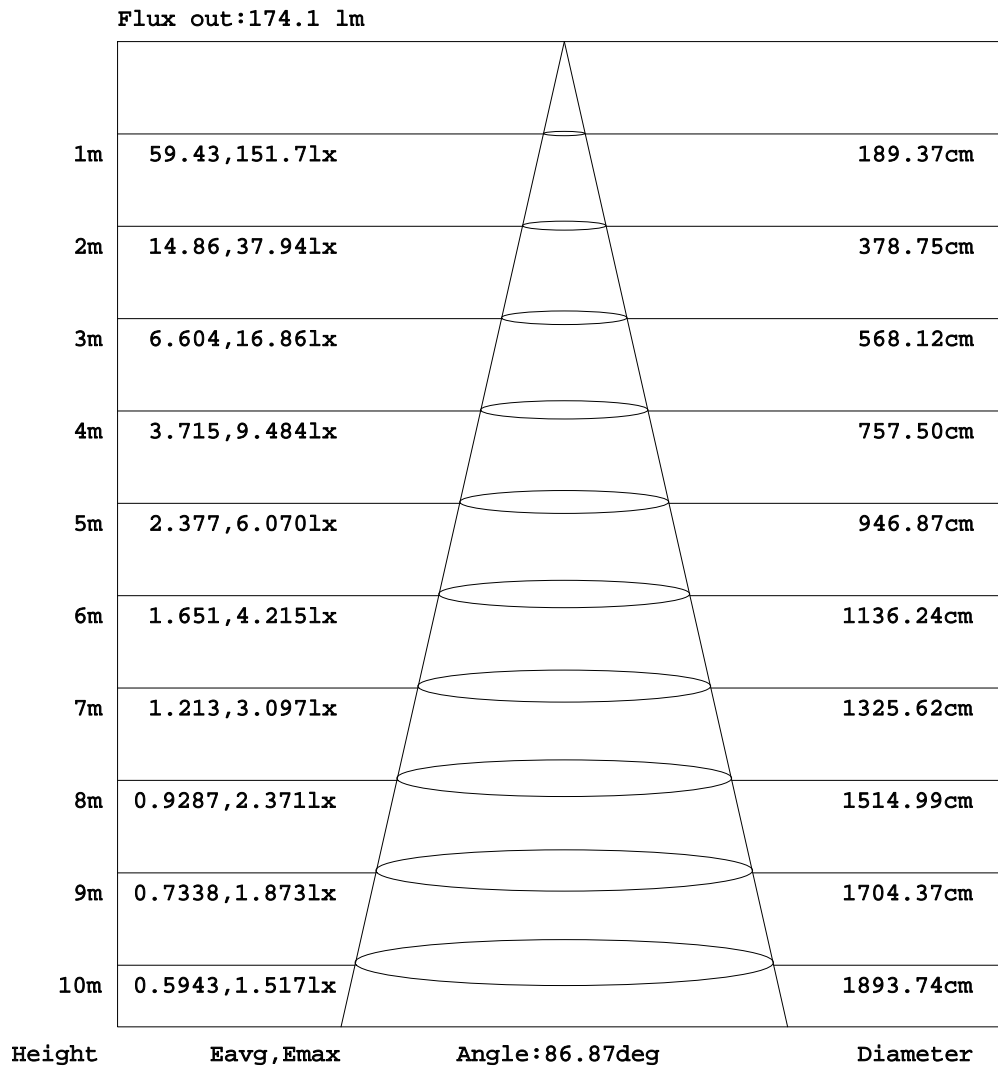 Flux out:174.1 lm
1m 59.43,151.7lx 189.37cm
2m 14.86,37.94lx 378.75cm
3m 6.604,16.86lx 568.12cm
4m 3.715,9.484lx 757.50cm
5m 2.377,6.070lx 946.87cm
6m 1.651,4.215lx 1136.24cm
7m 1.213,3.097lx 1325.62cm
8m 0.9287,2.371lx 1514.99cm
9m 0.7338,1.873lx 1704.37cm
10m 0.5943,1.517lx 1893.74cm
Height Eavg,Emax Angle:86.87deg Diameter